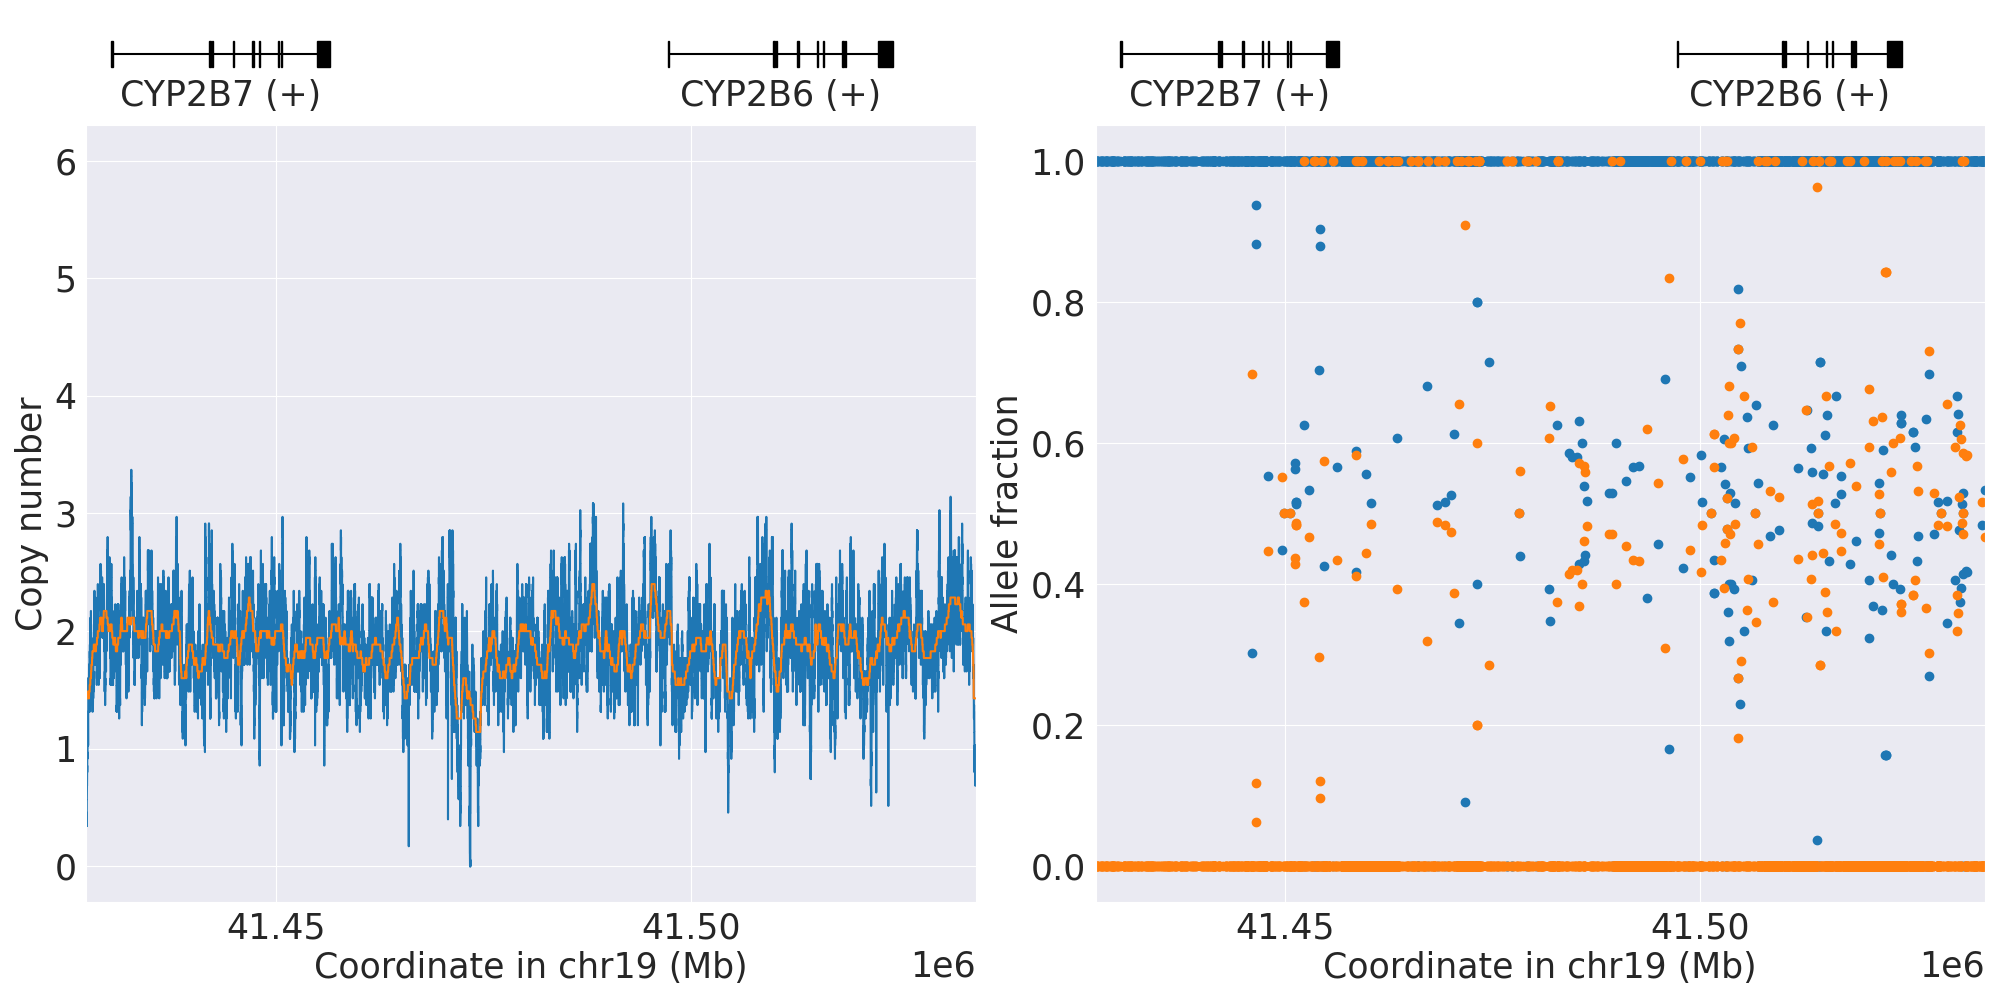 CYP2B7 (+)
CYP2B6 (+)
Copy number
6
5
4
3
2
1
0
41.45
41.50
Coordinate in chr19 (Mb)
1e6
CYP2B7 (+)
CYP2B6 (+)
Allele fraction
1.0
0.8
0.6
0.4
0.2
0.0
41.45
41.50
Coordinate in chr19 (Mb)
1e6